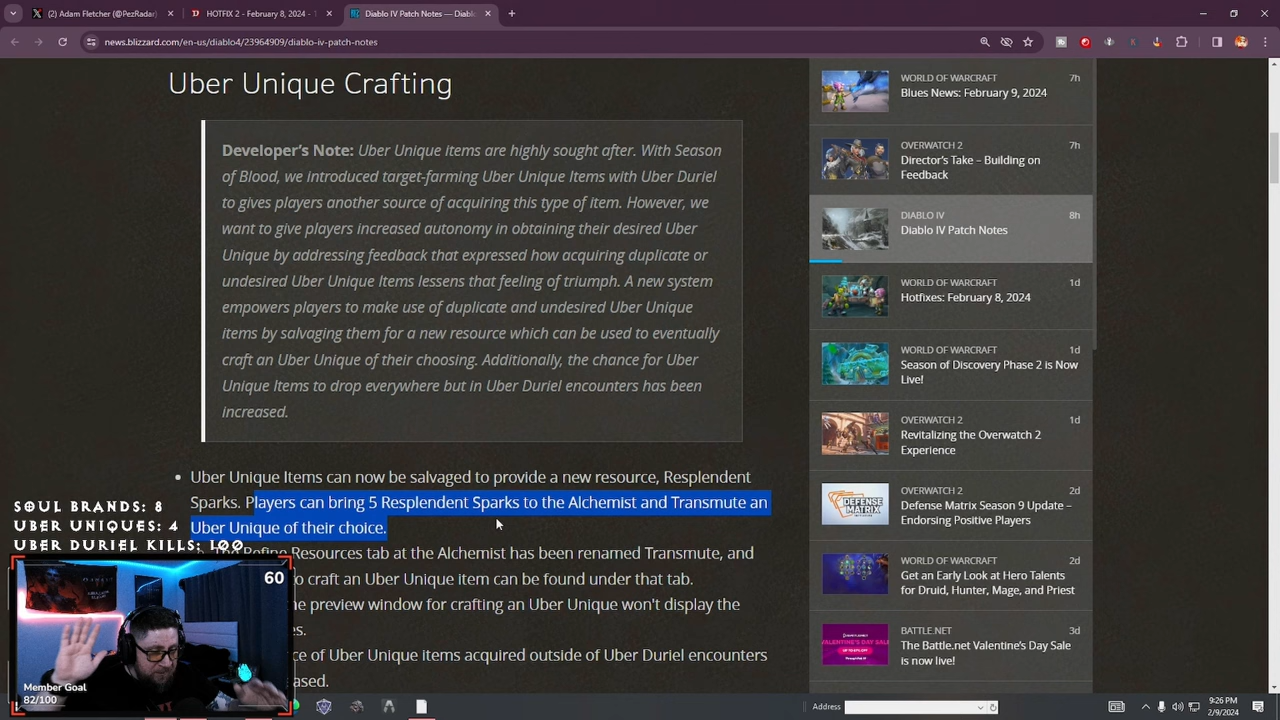 (2) Adam Fletcher (@PezRadar)
HOTFIX 2 - February 8, 2024 -
Diablo IV Patch Notes — Diablo
news.blizzard.com/en-us/diablo4/23964909/diablo-iv-patch-notes
Uber Unique Crafting
Developer’s Note: Uber Unique items are highly sought after. With Season
of Blood, we introduced target-farming Uber Unique Items with Uber Duriel
to gives players another source of acquiring this type of item. However, we
want to give players increased autonomy in obtaining their desired Uber
Unique by addressing feedback that expressed how acquiring duplicate or
undesired Uber Unique Items lessens that feeling of triumph. A new system
empowers players to make use of duplicate and undesired Uber Unique
items by salvaging them for a new resource which can be used to eventually
craft an Uber Unique of their choosing. Additionally, the chance for Uber
Unique Items to drop everywhere but in Uber Duriel encounters has been
increased.
Uber Unique Items can now be salvaged to provide a new resource, Resplendent
Sparks. Players can bring 5 Resplendent Sparks to the Alchemist and Transmute an
Uber Unique of their choice.
Refine Resources tab at the Alchemist has been renamed Transmute, and
to craft an Uber Unique item can be found under that tab.
view window for crafting an Uber Unique won't display the
of Uber Unique items acquired outside of Uber Duriel encounters
SOUL BRANDS:
UBER UNIQUES: 4
UBER DURIEL KILLS: 100
60
Member Goal
82/100
WORLD OF WARCRAFT 7h
Blues News: February 9, 2024
OVERWATCH 2 7h
Director’s Take – Building on
Feedback
DIABLO IV 8h
Diablo IV Patch Notes
WORLD OF WARCRAFT 1d
Hotfixes: February 8, 2024
WORLD OF WARCRAFT 1d
Season of Discovery Phase 2 is Now
Live!
OVERWATCH 2 1d
Revitalizing the Overwatch 2
Experience
OVERWATCH 2 2d
Defense Matrix Season 9 Update –
Endorsing Positive Players
DEFENSE
MATRIX
WORLD OF WARCRAFT 2d
Get an Early Look at Hero Talents
for Druid, Hunter, Mage, and Priest
BATTLE.NET 3d
The Battle.net Valentine’s Day Sale
is now live!
Address
9:26 PM
2/9/2024